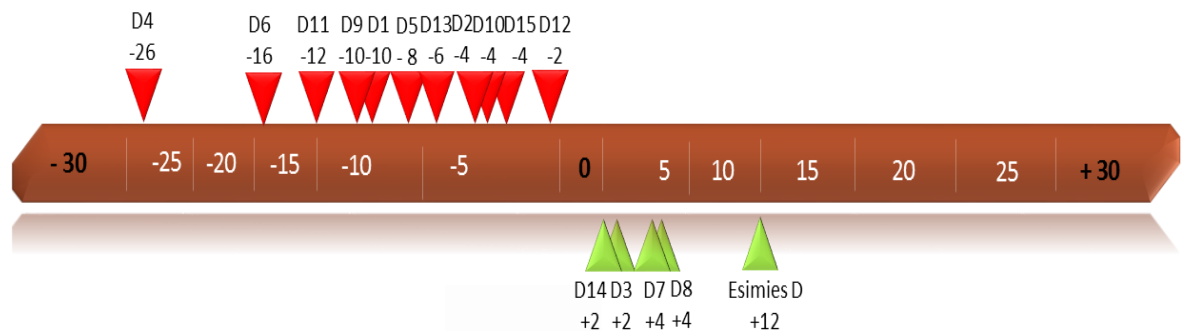 D4 D6 D11 D9 D1 D5 D13 D2 D10 D15 D12
-26 -16 -12 -10 -10 - 8 -6 -4 -4 -4 -2
- 30 -25 -20 -15 -10 -5 0 5 10 15 20 25 + 30
D14 D3 D7 D8 Esimies D
+2 +2 +4 +4 +12